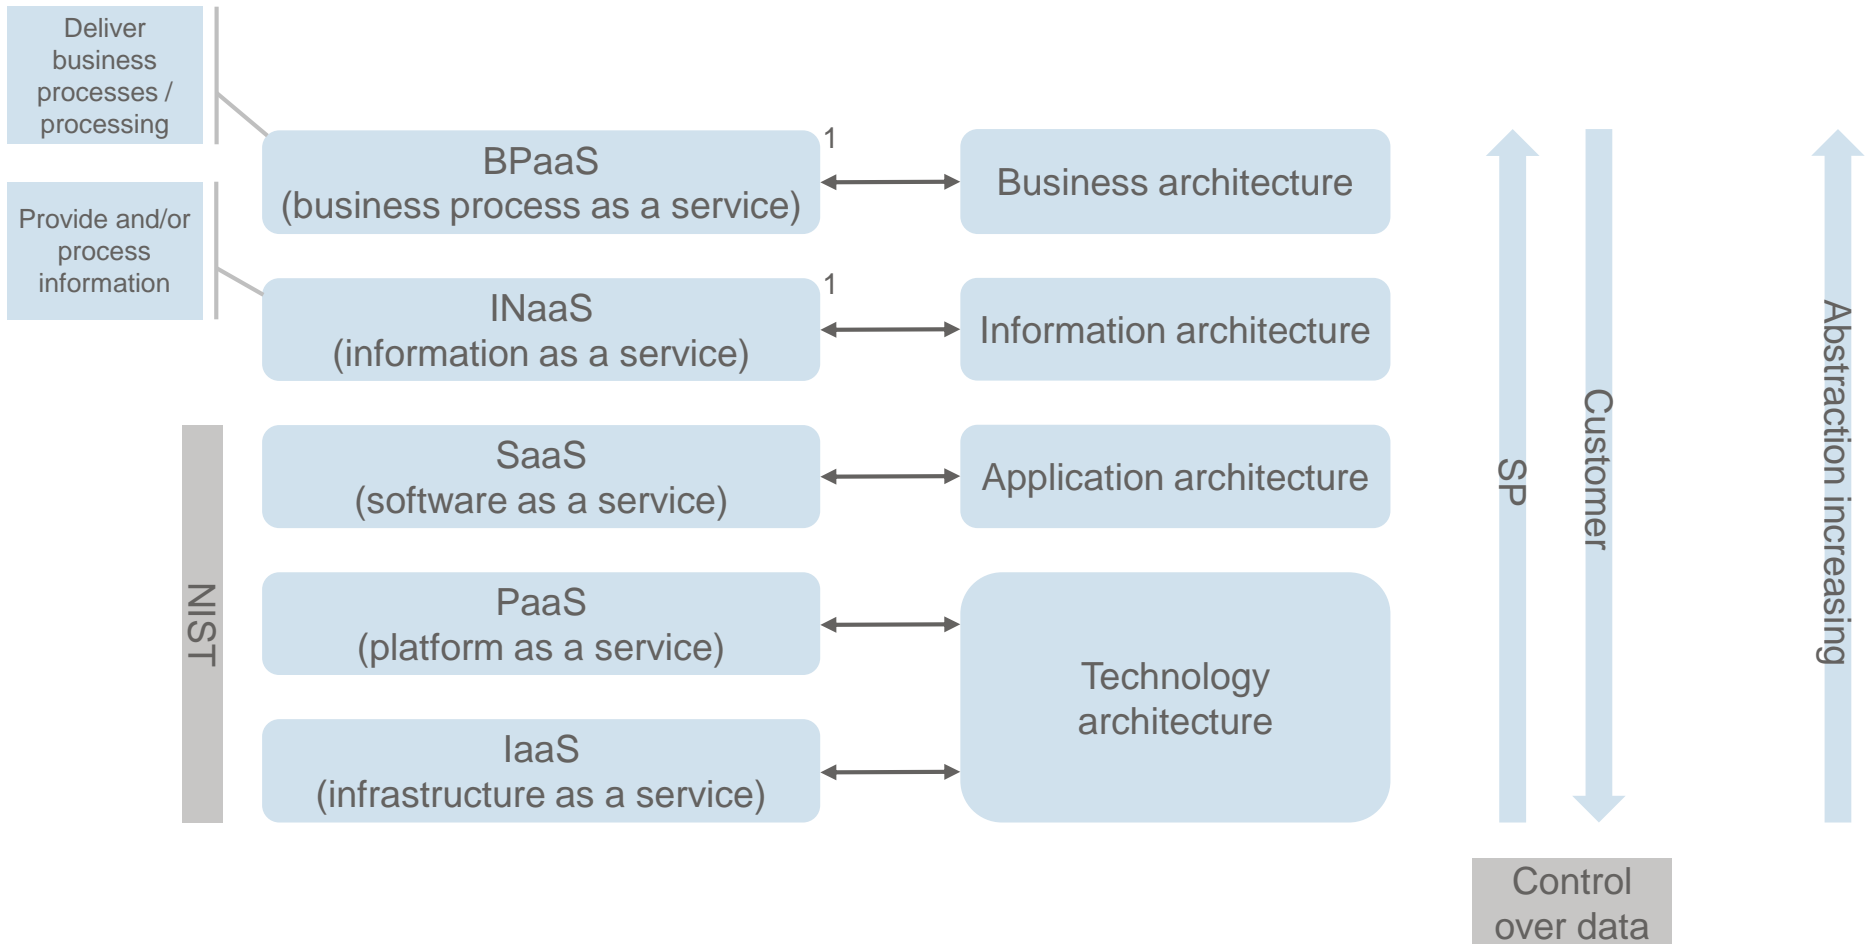 Deliver
business
processes /
processing
BPaaS
(business process as a service)
1
Business architecture
Provide and/or
process
information
INaaS
(information as a service)
1
Information architecture
SaaS
(software as a service)
Application architecture
NIST
PaaS
(platform as a service)
Technology
architecture
IaaS
(infrastructure as a service)
SP
Customer
Abstraction increasing
Control
over data